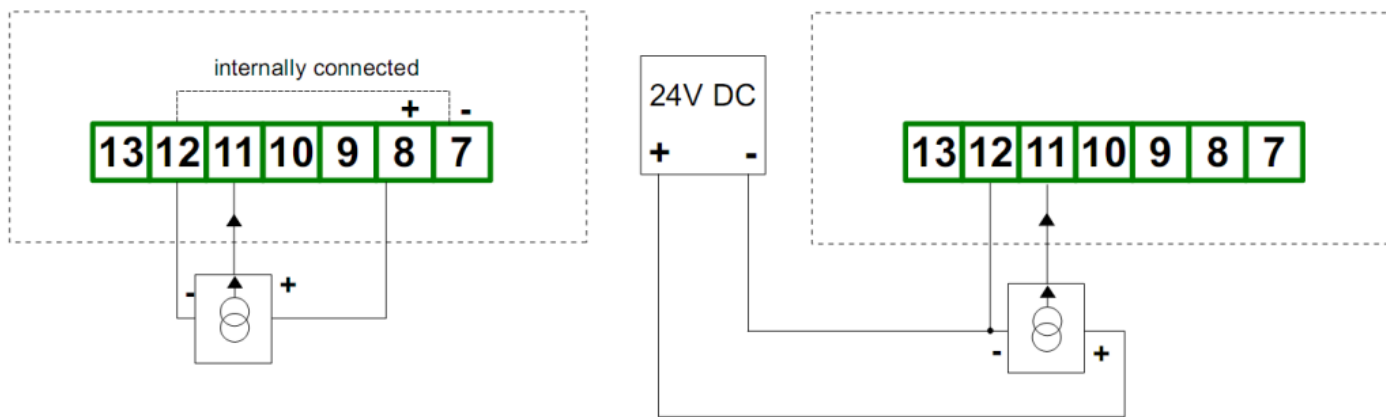 internally connected
+ -
13 12 11 10 9 8 7
- +
24V DC
+ -
13 12 11 10 9 8 7
- +